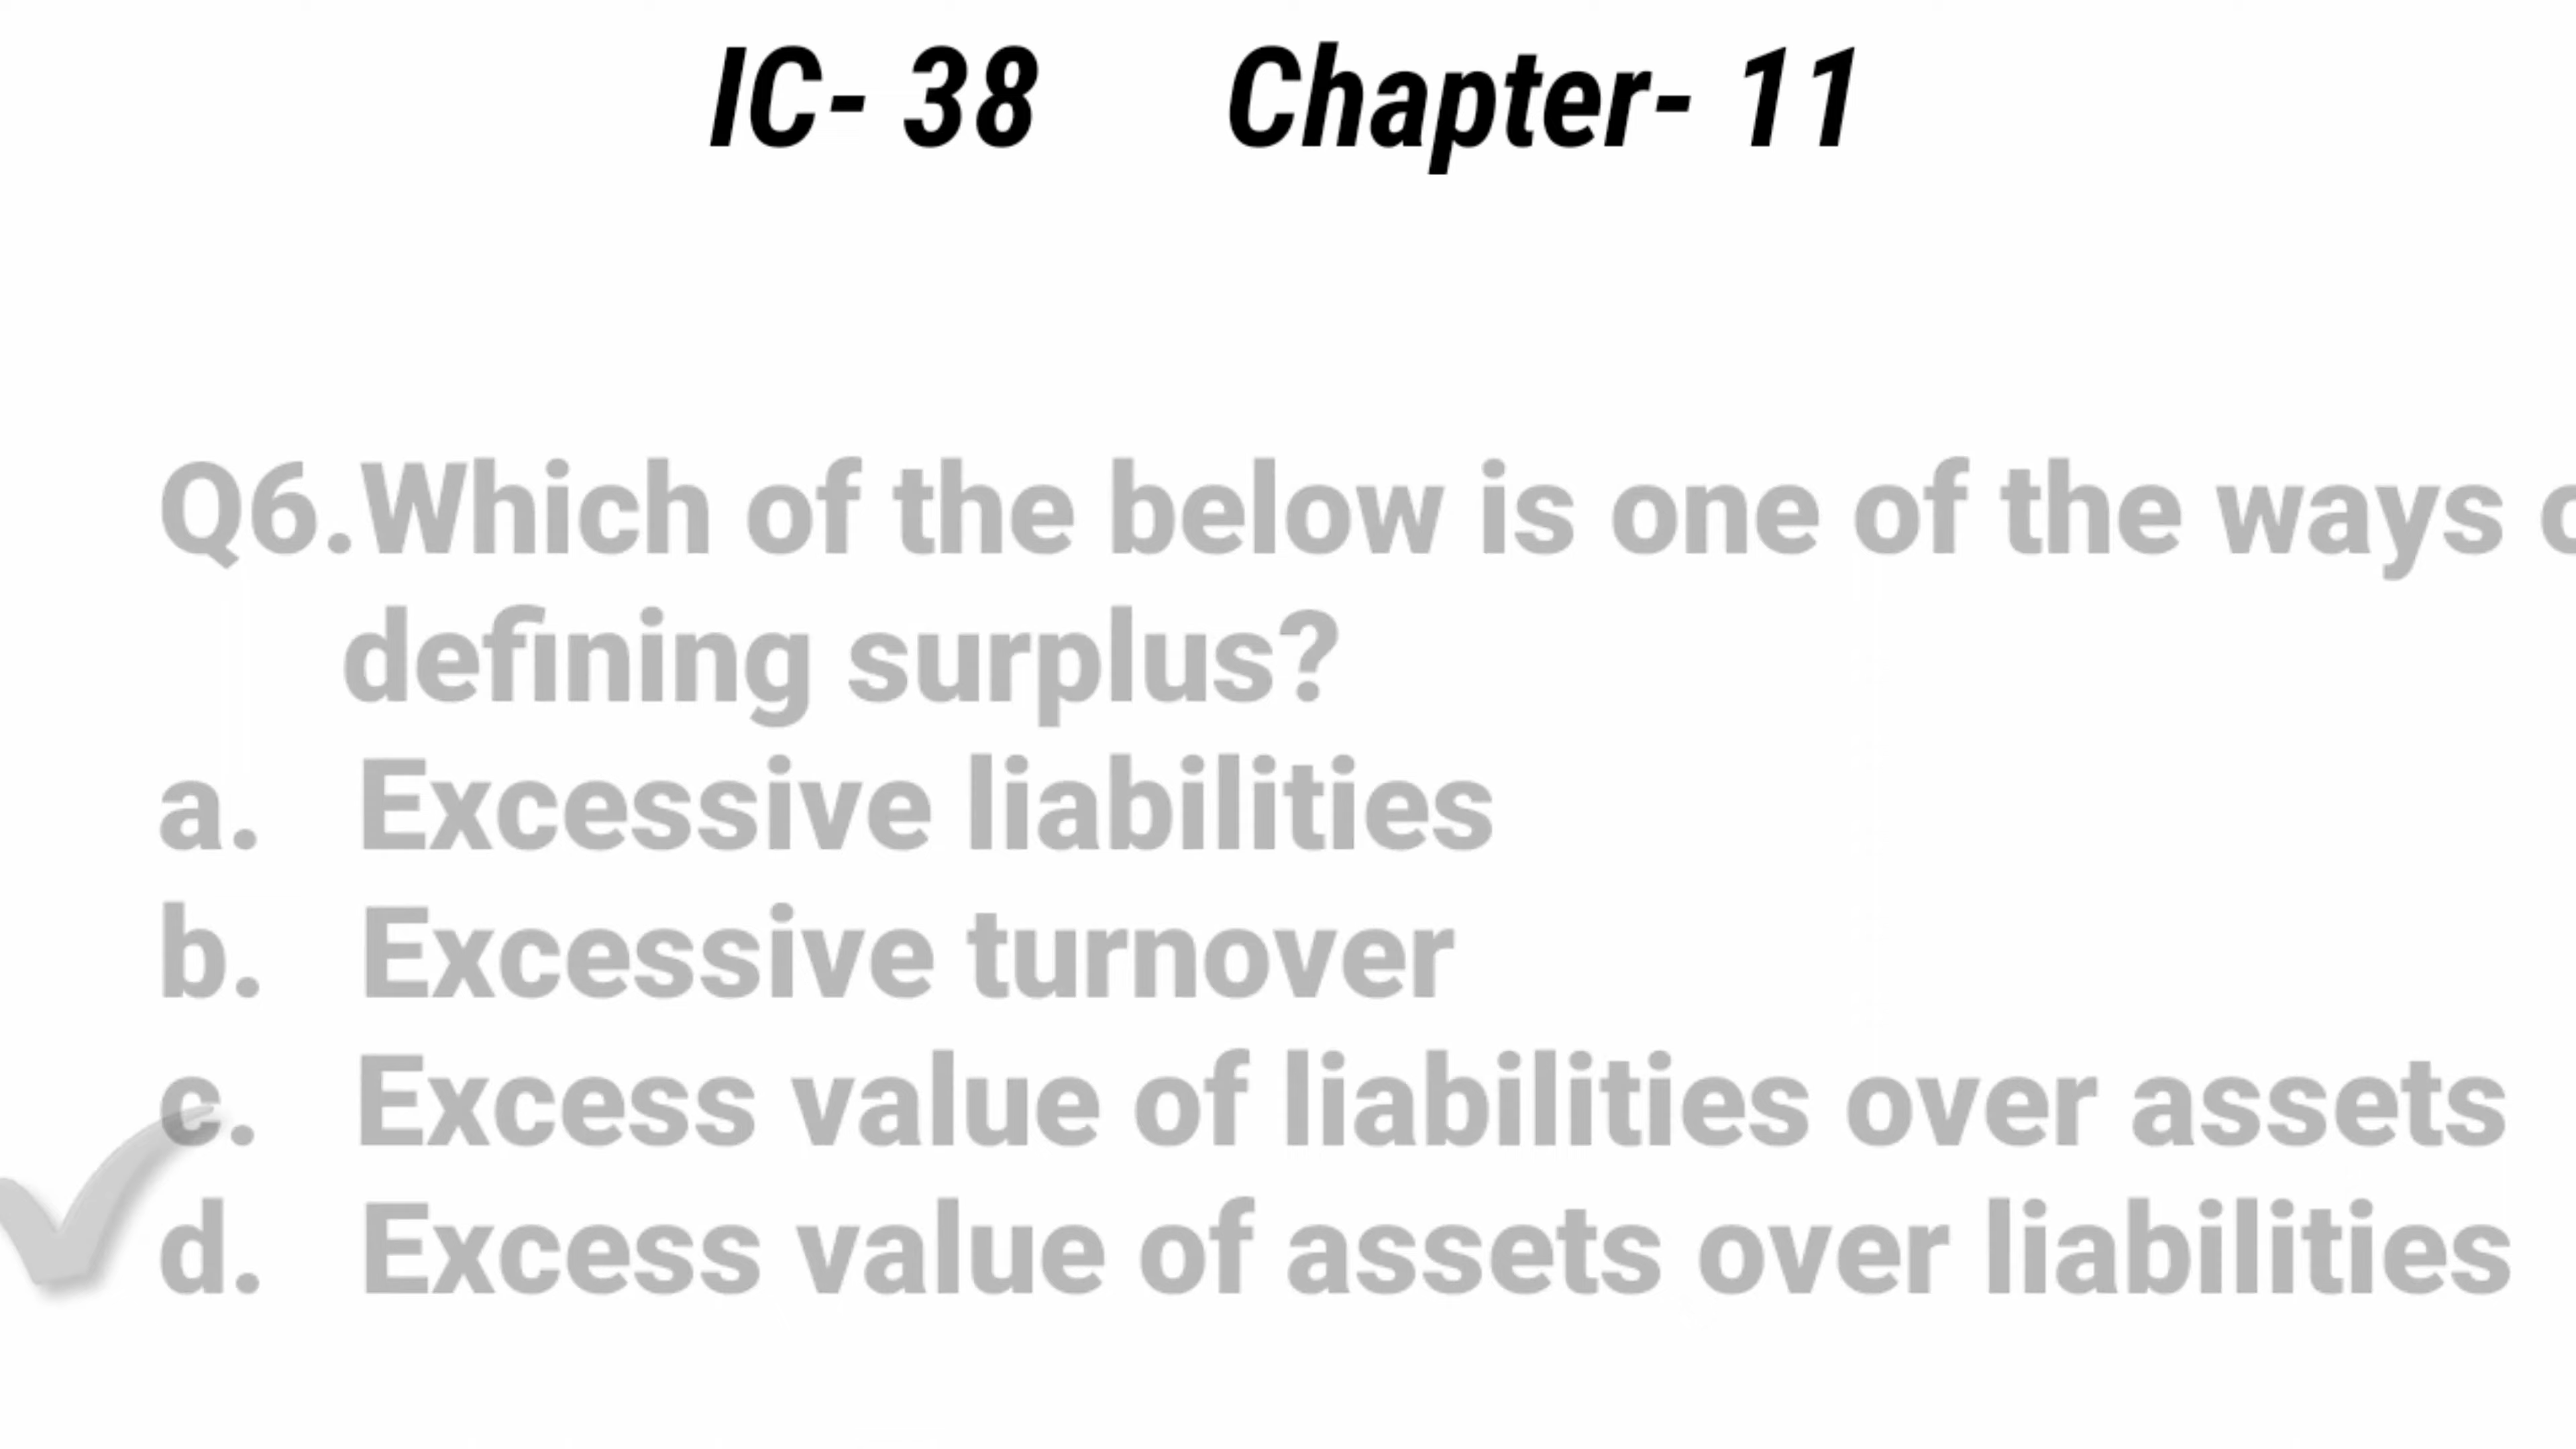 IC- 38 Chapter- 11
Q6.Which of the below is one of the ways
defining surplus?
a. Excessive liabilities
b. Excessive turnover
c. Excess value of liabilities over assets
d. Excess value of assets over liabilities